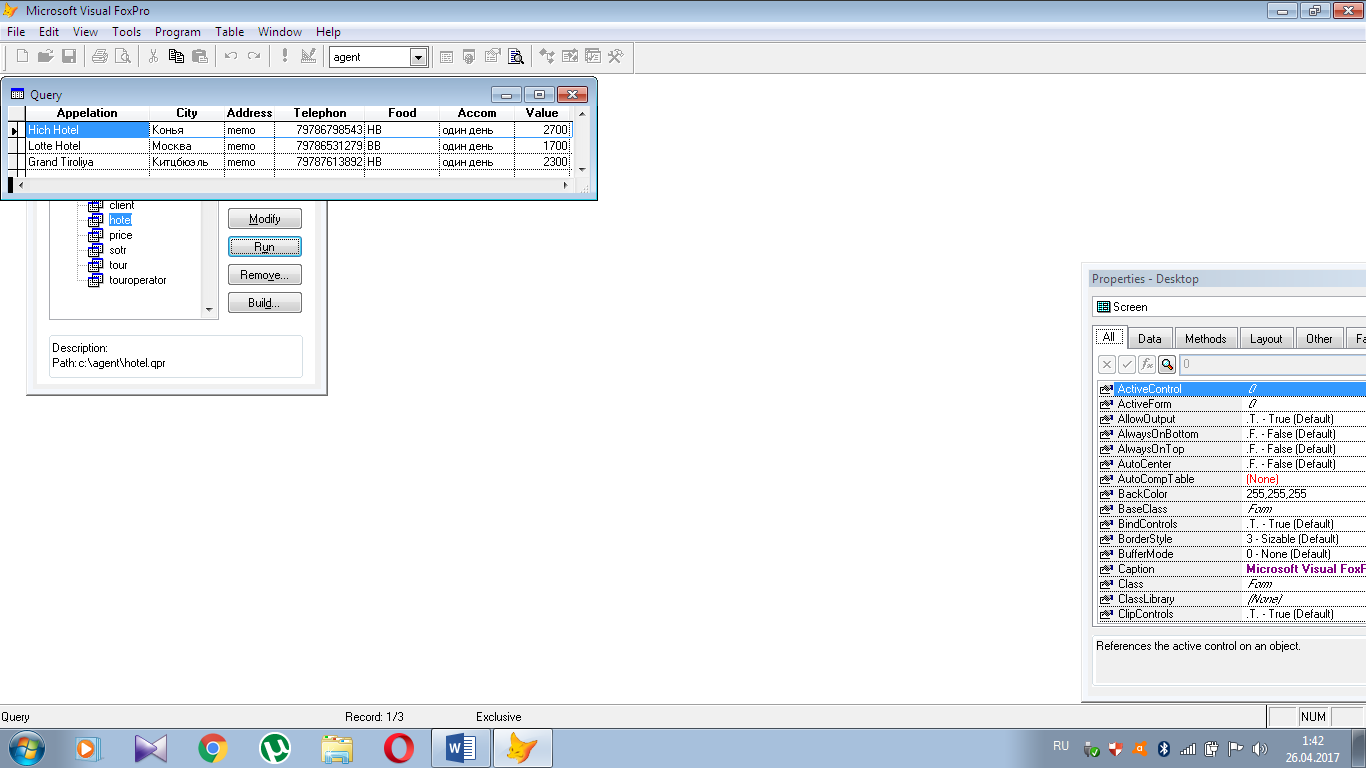 Microsoft Visual FoxPro
File Edit View Tools Program Table Window Help
agent
Query
Appelation City Address Telephon Food Accom Value
Hich Hotel Конья memo 79786798543 HB один день 2700
Lotte Hotel Москва memo 79786531279 BB один день 1700
Grand Tiroliya Китцбюэль memo 79787613892 HB один день 2300
client
hotel
price
sotr
tour
touroperator
Modify
Run
Remove...
Build...
Description:
Path: c:\agent\hotel.qpr
Properties - Desktop
Screen
All Data Methods Layout Other Fa
0
ActiveControl 0
ActiveForm 0
AllowOutput .T. - True (Default)
AlwaysOnBottom .F. - False (Default)
AlwaysOnTop .F. - False (Default)
AutoCenter .F. - False (Default)
AutoCompTable (None)
BackColor 255,255,255
BaseClass Form
BindControls .T. - True (Default)
BorderStyle 3 - Sizable (Default)
BufferMode 0 - None (Default)
Caption Microsoft Visual FoxP
Class Form
ClassLibrary (None)
ClipControls .T. - True (Default)
References the active control on an object.
Query Record: 1/3 Exclusive NUM
RU
1:42
26.04.2017